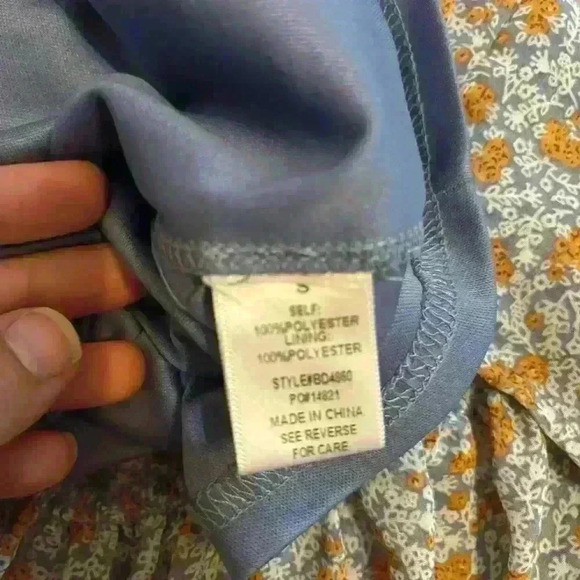 S
SELF:
100%POLYESTER
LINING:
100%POLYESTER
STYLE#BD4860
PO#14821
MADE IN CHINA
SEE REVERSE
FOR CARE